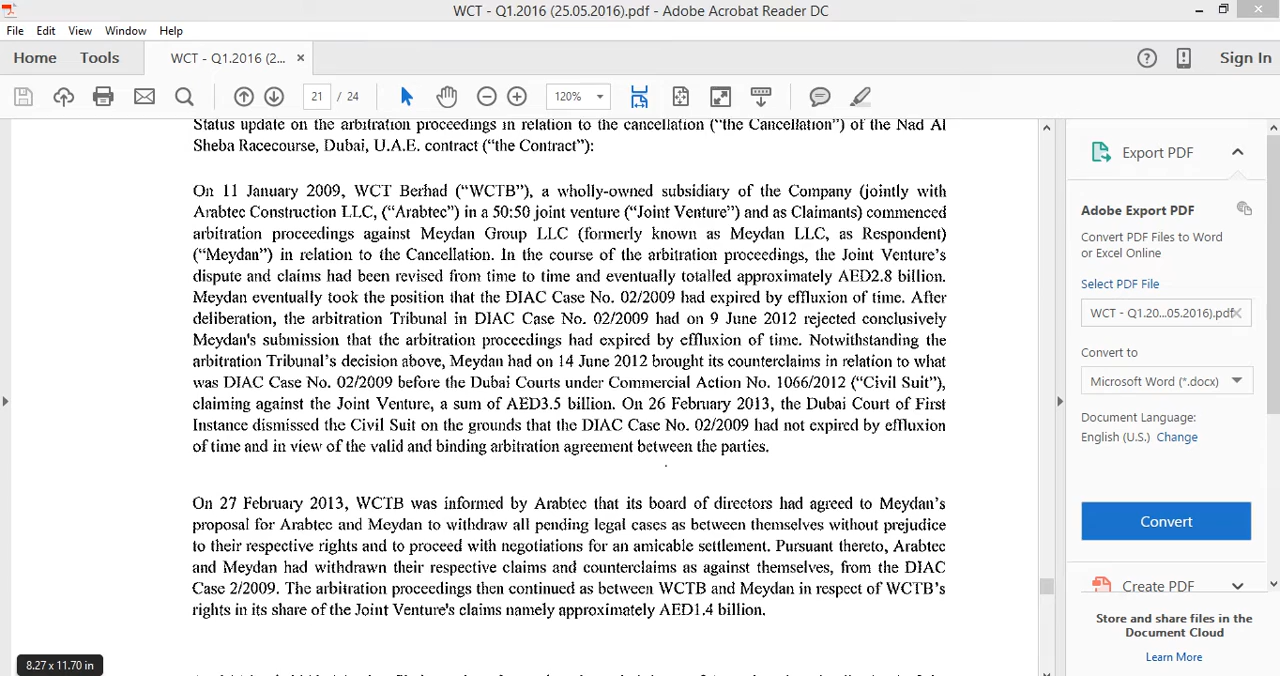 WCT - Q1.2016 (25.05.2016).pdf - Adobe Acrobat Reader DC
File Edit View Window Help
Home Tools WCT - Q1.2016 (2... × Sign In
21 / 24 120%
Status update on the arbitration proceedings in relation to the cancellation (“the Cancellation”) of the Nad Al
Sheba Racecourse, Dubai, U.A.E. contract (“the Contract”):
On 11 January 2009, WCT Berhad (“WCTB”), a wholly-owned subsidiary of the Company (jointly with
Arabtec Construction LLC, (“Arabtec”) in a 50:50 joint venture (“Joint Venture”) and as Claimants) commenced
arbitration proceedings against Meydan Group LLC (formerly known as Meydan LLC, as Respondent)
(“Meydan”) in relation to the Cancellation. In the course of the arbitration proceedings, the Joint Venture’s
dispute and claims had been revised from time to time and eventually totalled approximately AED2.8 billion.
Meydan eventually took the position that the DIAC Case No. 02/2009 had expired by effluxion of time. After
deliberation, the arbitration Tribunal in DIAC Case No. 02/2009 had on 9 June 2012 rejected conclusively
Meydan's submission that the arbitration proceedings had expired by effluxion of time. Notwithstanding the
arbitration Tribunal’s decision above, Meydan had on 14 June 2012 brought its counterclaims in relation to what
was DIAC Case No. 02/2009 before the Dubai Courts under Commercial Action No. 1066/2012 (“Civil Suit”),
claiming against the Joint Venture, a sum of AED3.5 billion. On 26 February 2013, the Dubai Court of First
Instance dismissed the Civil Suit on the grounds that the DIAC Case No. 02/2009 had not expired by effluxion
of time and in view of the valid and binding arbitration agreement between the parties.
On 27 February 2013, WCTB was informed by Arabtec that its board of directors had agreed to Meydan’s
proposal for Arabtec and Meydan to withdraw all pending legal cases as between themselves without prejudice
to their respective rights and to proceed with negotiations for an amicable settlement. Pursuant thereto, Arabtec
and Meydan had withdrawn their respective claims and counterclaims as against themselves, from the DIAC
Case 2/2009. The arbitration proceedings then continued as between WCTB and Meydan in respect of WCTB’s
rights in its share of the Joint Venture's claims namely approximately AED1.4 billion.
8.27 x 11.70 in
Export PDF
Adobe Export PDF
Convert PDF Files to Word
or Excel Online
Select PDF File
WCT - Q1.20...05.2016).pdf
Convert to
Microsoft Word (*.docx)
Document Language:
English (U.S.) Change
Convert
Create PDF
Store and share files in the
Document Cloud
Learn More